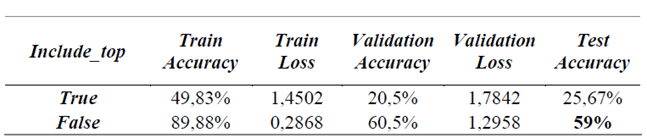 Include_top Train Accuracy Train Loss Validation Accuracy Validation Loss Test Accuracy
True 49,83% 1,4502 20,5% 1,7842 25,67%
False 89,88% 0,2868 60,5% 1,2958 59%